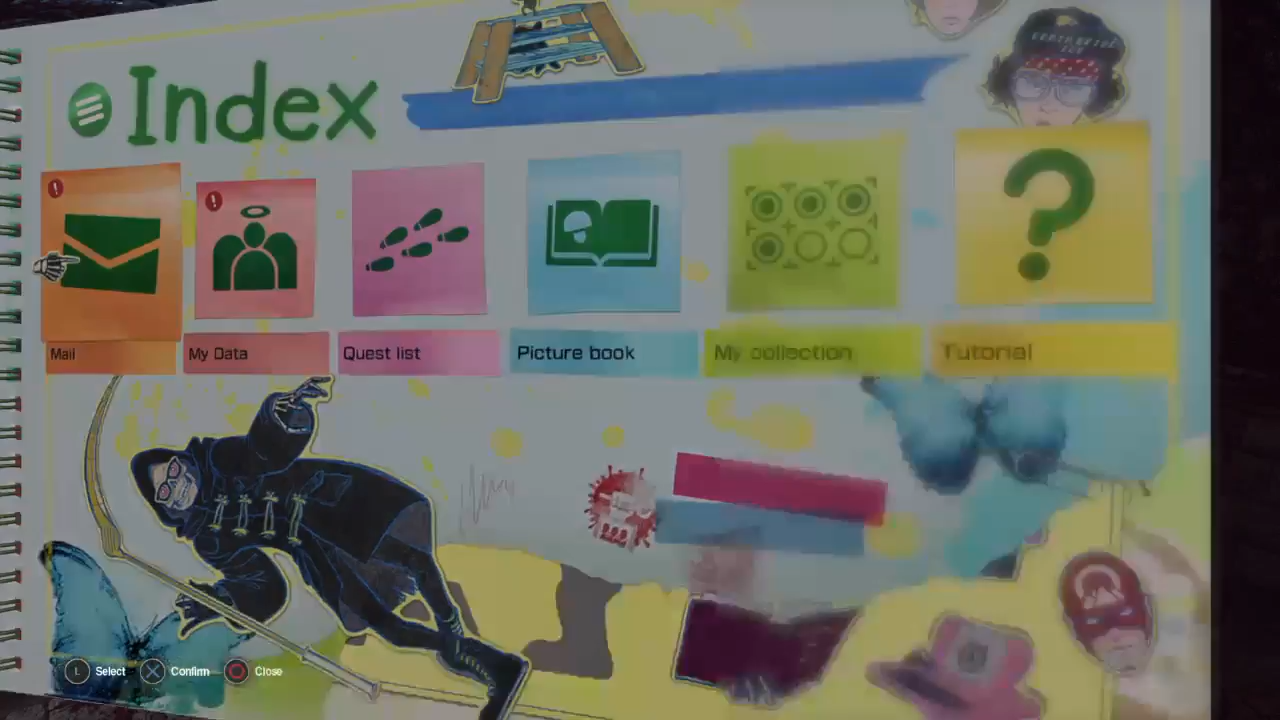 Index
!
!
?
Mail
My Data
Quest list
Picture book
My collection
Tutorial
L Select
Confirm
Close